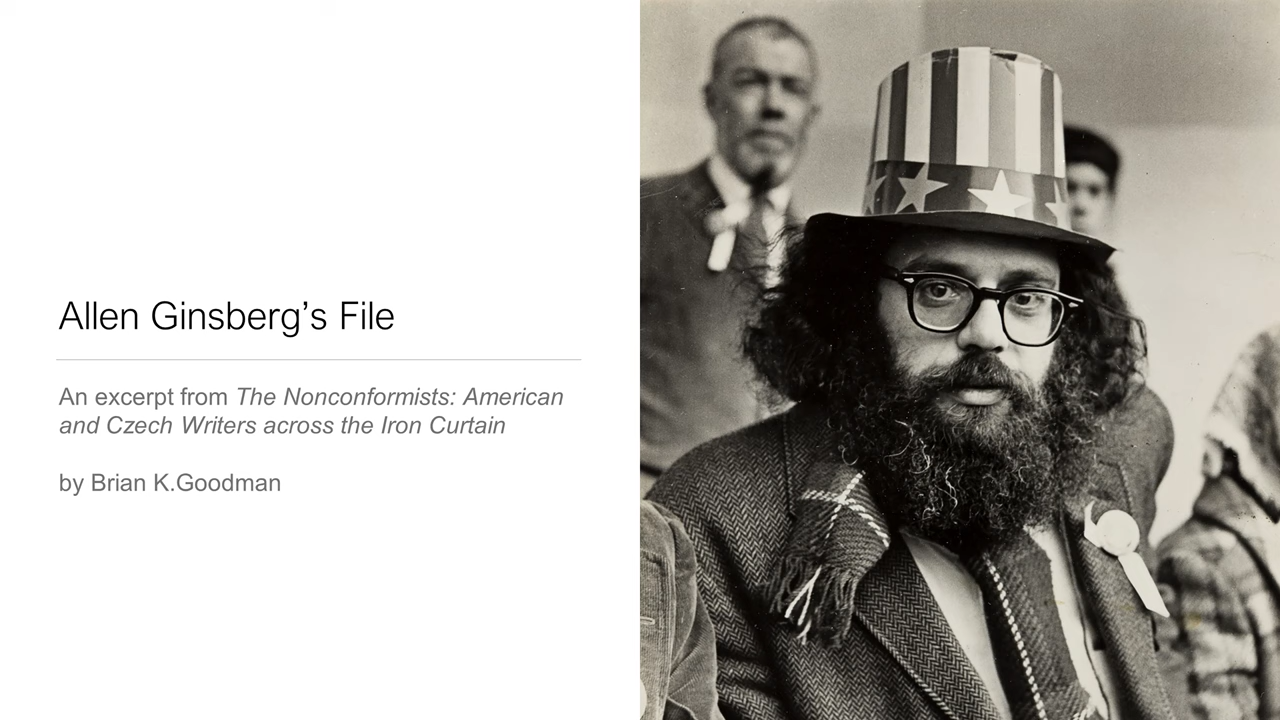 Allen Ginsberg’s File
An excerpt from The Nonconformists: American
and Czech Writers across the Iron Curtain
by Brian K.Goodman